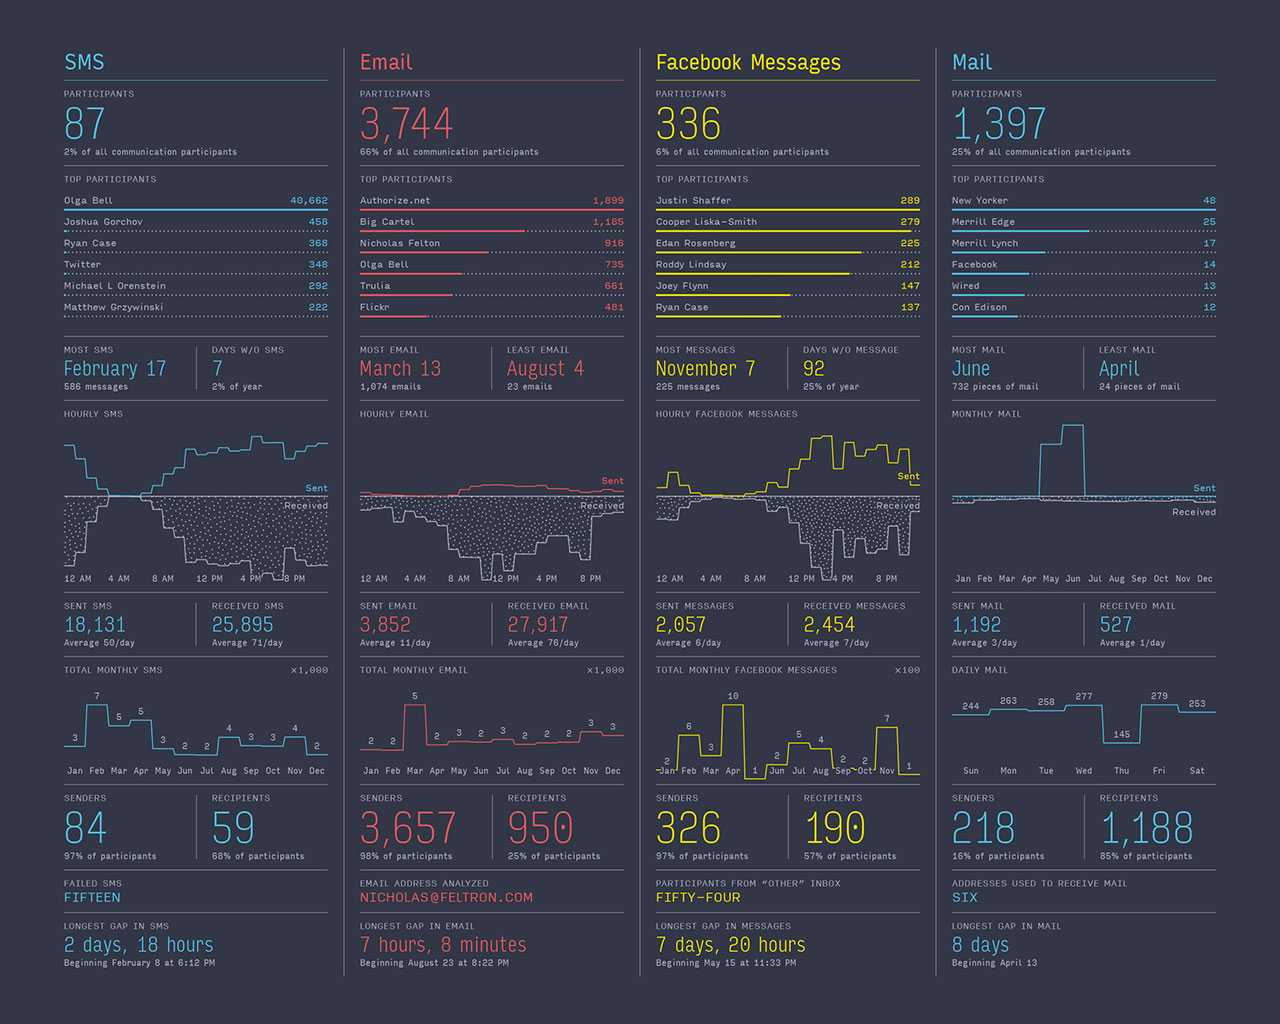 SMS
PARTICIPANTS
87
2% of all communication participants
TOP PARTICIPANTS
Olga Bell 40,662
Joshua Gorchov 458
Ryan Case 368
Twitter 348
Michael L Orenstein 292
Matthew Grzywinski 222
MOST SMS
February 17
586 messages
DAYS W/O SMS
7
2% of year
HOURLY SMS
Sent
Received
12 AM 4 AM 8 AM 12 PM 4 PM 8 PM
SENT SMS
18,131
Average 50/day
RECEIVED SMS
25,895
Average 71/day
TOTAL MONTHLY SMS x1,000
3 7 5 5 3 2 2 4 3 3 4 2
Jan Feb Mar Apr May Jun Jul Aug Sep Oct Nov Dec
SENDERS
84
97% of participants
RECIPIENTS
59
68% of participants
FAILED SMS
FIFTEEN
LONGEST GAP IN SMS
2 days, 18 hours
Beginning February 8 at 6:12 PM
Email
PARTICIPANTS
3,744
66% of all communication participants
TOP PARTICIPANTS
Authorize.net 1,899
Big Cartel 1,185
Nicholas Felton 916
Olga Bell 735
Trulia 661
Flickr 481
MOST EMAIL
March 13
1,074 emails
LEAST EMAIL
August 4
23 emails
HOURLY EMAIL
Sent
Received
12 AM 4 AM 8 AM 12 PM 4 PM 8 PM
SENT EMAIL
3,852
Average 11/day
RECEIVED EMAIL
27,917
Average 76/day
TOTAL MONTHLY EMAIL x1,000
2 2 5 2 3 2 3 2 2 2 3 3
Jan Feb Mar Apr May Jun Jul Aug Sep Oct Nov Dec
SENDERS
3,657
98% of participants
RECIPIENTS
950
25% of participants
EMAIL ADDRESS ANALYZED
NICHOLAS@FELTRON.COM
LONGEST GAP IN EMAIL
7 hours, 8 minutes
Beginning August 23 at 8:22 PM
Facebook Messages
PARTICIPANTS
336
6% of all communication participants
TOP PARTICIPANTS
Justin Shaffer 289
Cooper Liska-Smith 279
Edan Rosenberg 225
Roddy Lindsay 212
Joey Flynn 147
Ryan Case 137
MOST MESSAGES
November 7
225 messages
DAYS W/O MESSAGE
92
25% of year
HOURLY FACEBOOK MESSAGES
Sent
Received
12 AM 4 AM 8 AM 12 PM 4 PM 8 PM
SENT MESSAGES
2,057
Average 6/day
RECEIVED MESSAGES
2,454
Average 7/day
TOTAL MONTHLY FACEBOOK MESSAGES x100
2 6 3 10 1 2 5 4 2 2 7 1
Jan Feb Mar Apr Jun Jul Aug Sep Oct Nov
SENDERS
326
97% of participants
RECIPIENTS
190
57% of participants
PARTICIPANTS FROM “OTHER” INBOX
FIFTY-FOUR
LONGEST GAP IN MESSAGES
7 days, 20 hours
Beginning May 15 at 11:33 PM
Mail
PARTICIPANTS
1,397
25% of all communication participants
TOP PARTICIPANTS
New Yorker 48
Merrill Edge 25
Merrill Lynch 17
Facebook 14
Wired 13
Con Edison 12
MOST MAIL
June
732 pieces of mail
LEAST MAIL
April
24 pieces of mail
MONTHLY MAIL
Sent
Received
Jan Feb Mar Apr May Jun Jul Aug Sep Oct Nov Dec
SENT MAIL
1,192
Average 3/day
RECEIVED MAIL
527
Average 1/day
DAILY MAIL
244 263 258 277 145 279 253
Sun Mon Tue Wed Thu Fri Sat
SENDERS
218
16% of participants
RECIPIENTS
1,188
85% of participants
ADDRESSES USED TO RECEIVE MAIL
SIX
LONGEST GAP IN MAIL
8 days
Beginning April 13